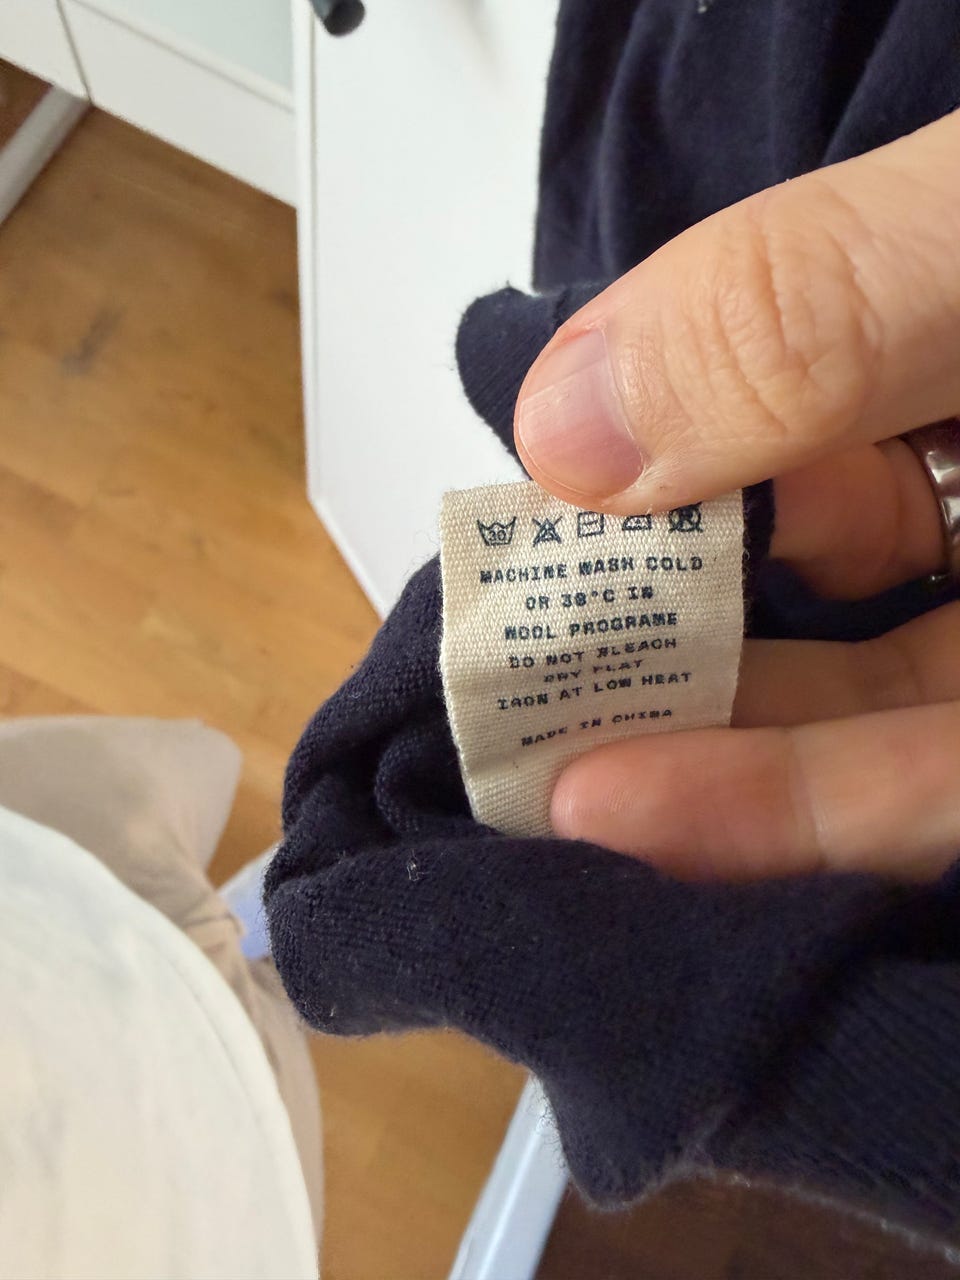 30
MACHINE WASH COLD
OR 30°C IN
WOOL PROGRAME
DO NOT BLEACH
DRY FLAT
IRON AT LOW HEAT
MADE IN CHINA